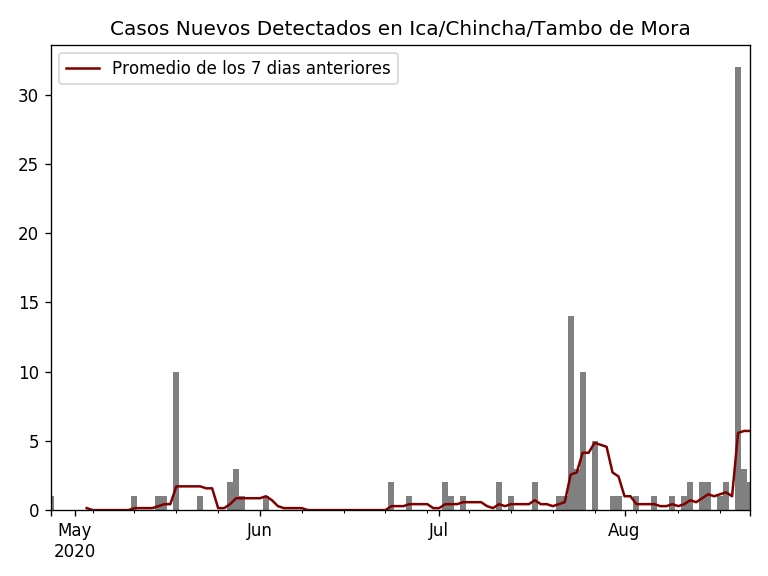 Casos Nuevos Detectados en Ica/Chincha/Tambo de Mora
Promedio de los 7 dias anteriores
30
25
20
15
10
5
0
May Jun Jul Aug
2020